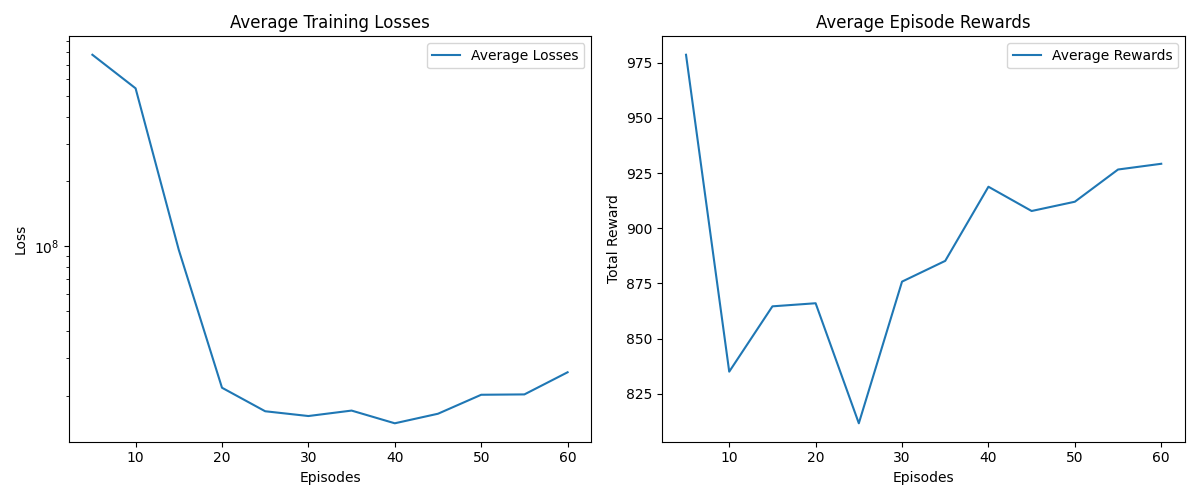 Average Training Losses
Average Losses
Loss
10^8
10 20 30 40 50 60
Episodes
Average Episode Rewards
Average Rewards
Total Reward
975
950
925
900
875
850
825
10 20 30 40 50 60
Episodes